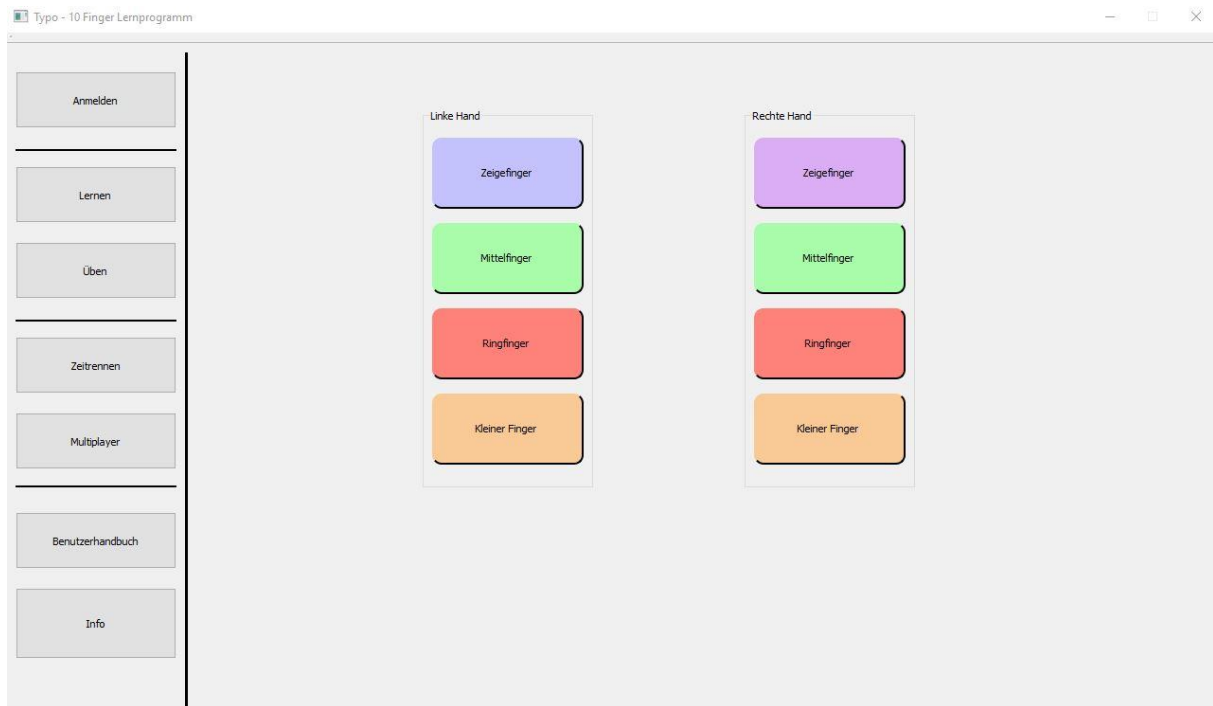 Typo - 10 Finger Lernprogramm
Anmelden
Lernen
Üben
Zeitrennen
Multiplayer
Benutzerhandbuch
Info
Linke Hand
Zeigefinger
Mittelfinger
Ringfinger
Kleiner Finger
Rechte Hand
Zeigefinger
Mittelfinger
Ringfinger
Kleiner Finger